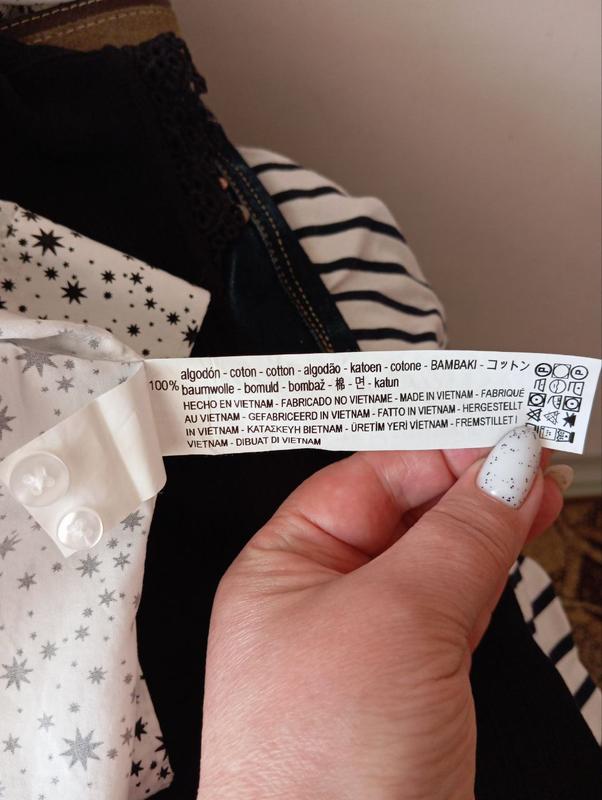 algodón - coton - cotton - algodão - katoen - cotone - BAMBAKI - コットン
100% baumwolle - bomuld - bombaž - 棉 - 면 - katun
HECHO EN VIETNAM - FABRICADO NO VIETNAME - MADE IN VIETNAM - FABRIQUÉ
AU VIETNAM - GEFABRICEERD IN VIETNAM - FATTO IN VIETNAM - HERGESTELLT
IN VIËTNAM - ΚΑΤΑΣΚΕΥΗ ΒΙΕΤΝΑΜ - ÜRETİM YERİ VİETNAM - FREMSTILLET I
VIETNAM - DIBUAT DI VIETNAM